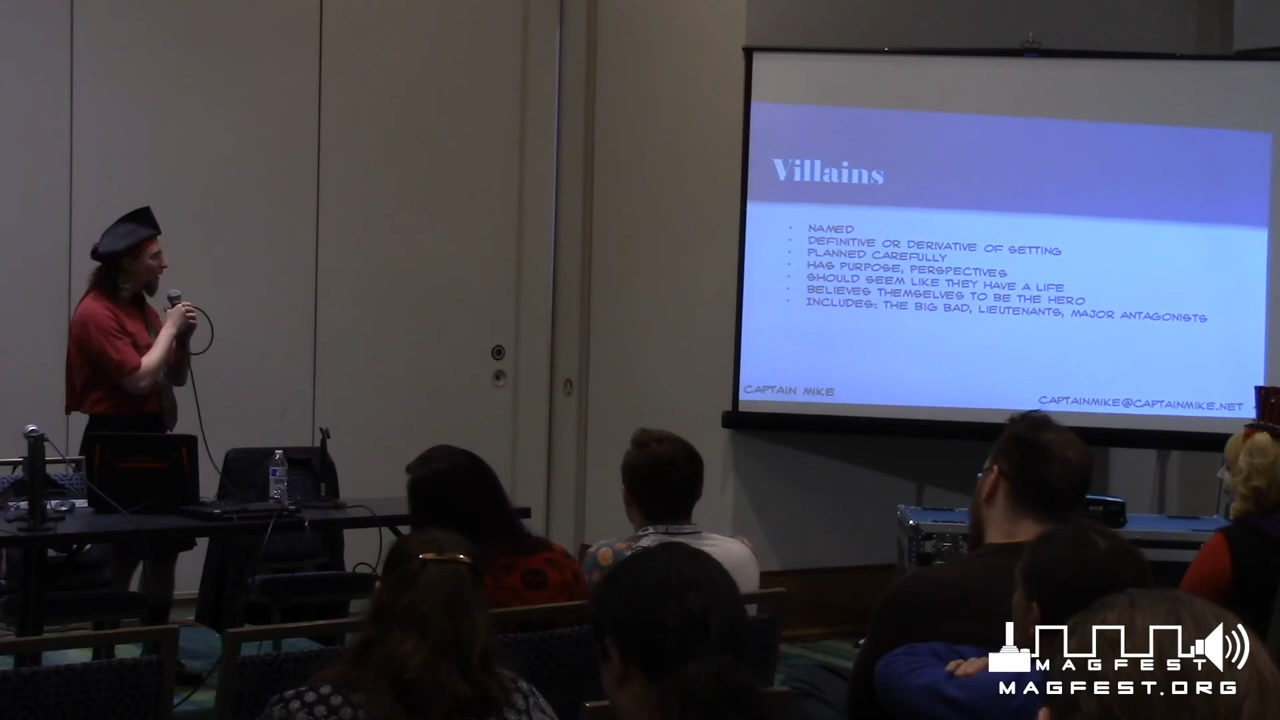 Villains
· NAMED
· DEFINITIVE OR DERIVATIVE OF SETTING
· PLANNED CAREFULLY
· HAS PURPOSE, PERSPECTIVES
· SHOULD SEEM LIKE THEY HAVE A LIFE
· BELIEVES THEMSELVES TO BE THE HERO
· INCLUDES: THE BIG BAD, LIEUTENANTS, MAJOR ANTAGONISTS
CAPTAIN MIKE
CAPTAINMIKE@CAPTAINMIKE.NET
MAGFEST
MAGFEST.ORG